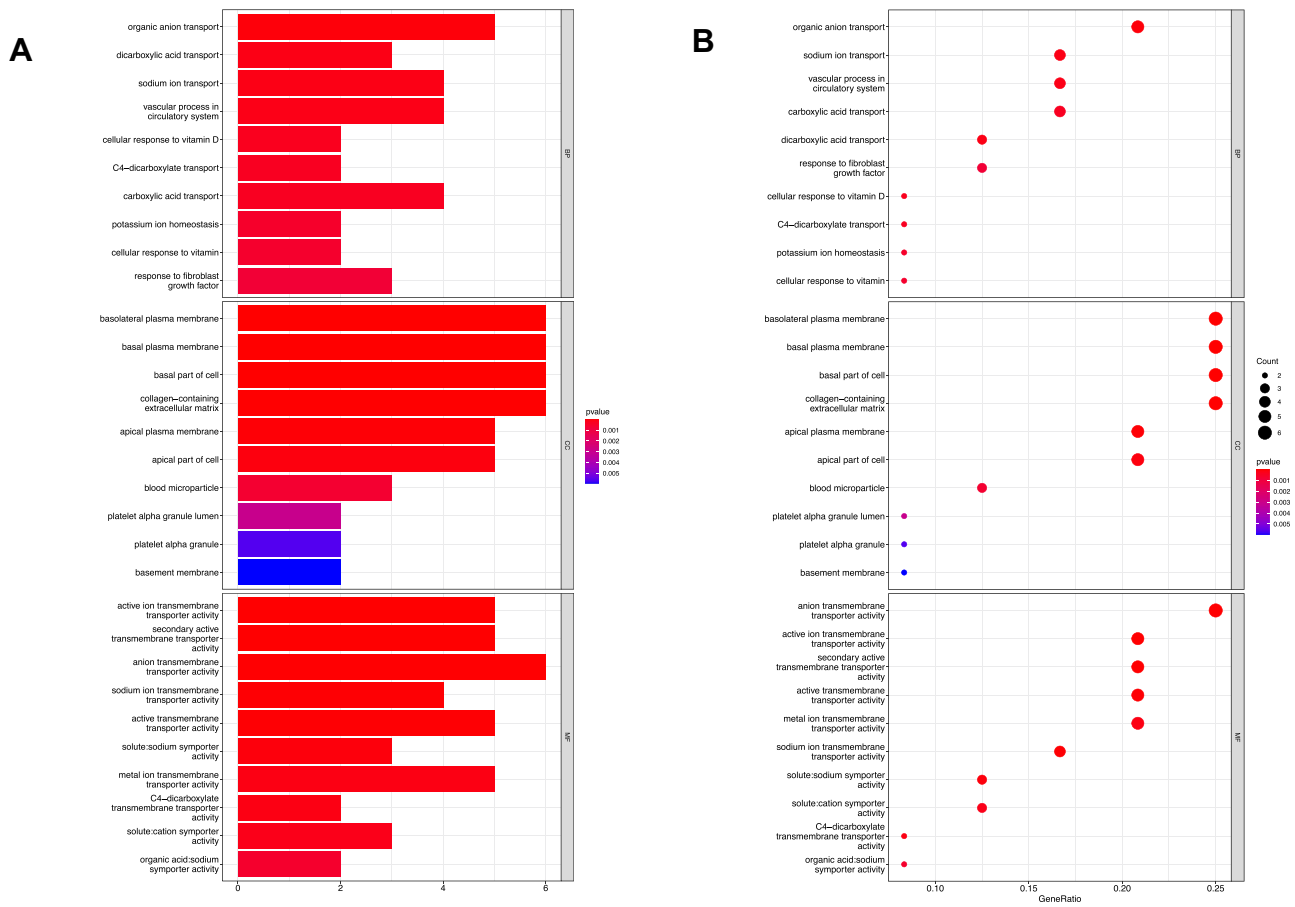 A
organic anion transport
dicarboxylic acid transport
sodium ion transport
vascular process in
circulatory system
cellular response to vitamin D
C4−dicarboxylate transport
carboxylic acid transport
potassium ion homeostasis
cellular response to vitamin
response to fibroblast
growth factor
BP
basolateral plasma membrane
basal plasma membrane
basal part of cell
collagen−containing
extracellular matrix
apical plasma membrane
apical part of cell
blood microparticle
platelet alpha granule lumen
platelet alpha granule
basement membrane
CC
active ion transmembrane
transporter activity
secondary active
transmembrane transporter
activity
anion transmembrane
transporter activity
sodium ion transmembrane
transporter activity
active transmembrane
transporter activity
solute:sodium symporter
activity
metal ion transmembrane
transporter activity
C4−dicarboxylate
transmembrane transporter
activity
solute:cation symporter
activity
organic acid:sodium
symporter activity
MF
0 2 4 6
pvalue
0.001
0.002
0.003
0.004
0.005
B
organic anion transport
sodium ion transport
vascular process in
circulatory system
carboxylic acid transport
dicarboxylic acid transport
response to fibroblast
growth factor
cellular response to vitamin D
C4−dicarboxylate transport
potassium ion homeostasis
cellular response to vitamin
BP
basolateral plasma membrane
basal plasma membrane
basal part of cell
collagen−containing
extracellular matrix
apical plasma membrane
apical part of cell
blood microparticle
platelet alpha granule lumen
platelet alpha granule
basement membrane
CC
anion transmembrane
transporter activity
active ion transmembrane
transporter activity
secondary active
transmembrane transporter
activity
active transmembrane
transporter activity
metal ion transmembrane
transporter activity
sodium ion transmembrane
transporter activity
solute:sodium symporter
activity
solute:cation symporter
activity
C4−dicarboxylate
transmembrane transporter
activity
organic acid:sodium
symporter activity
MF
0.10 0.15 0.20 0.25
GeneRatio
Count
2
3
4
5
6
pvalue
0.001
0.002
0.003
0.004
0.005